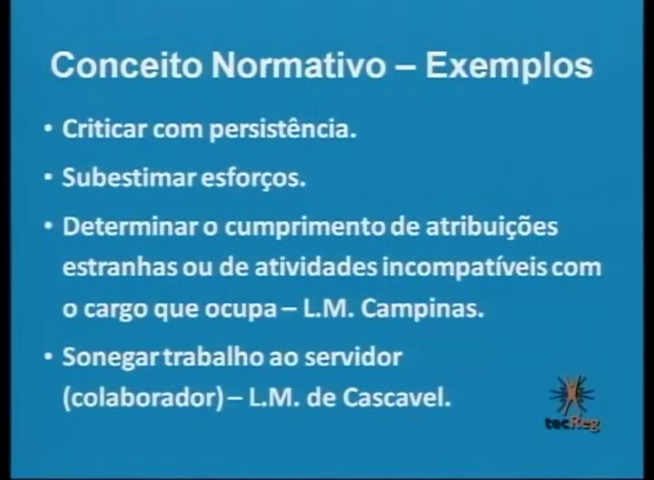 Conceito Normativo – Exemplos
• Criticar com persistência.
• Subestimar esforços.
• Determinar o cumprimento de atribuições
estranhas ou de atividades incompatíveis com
o cargo que ocupa – L.M. Campinas.
• Sonegar trabalho ao servidor
(colaborador) – L.M. de Cascavel.
tecReg